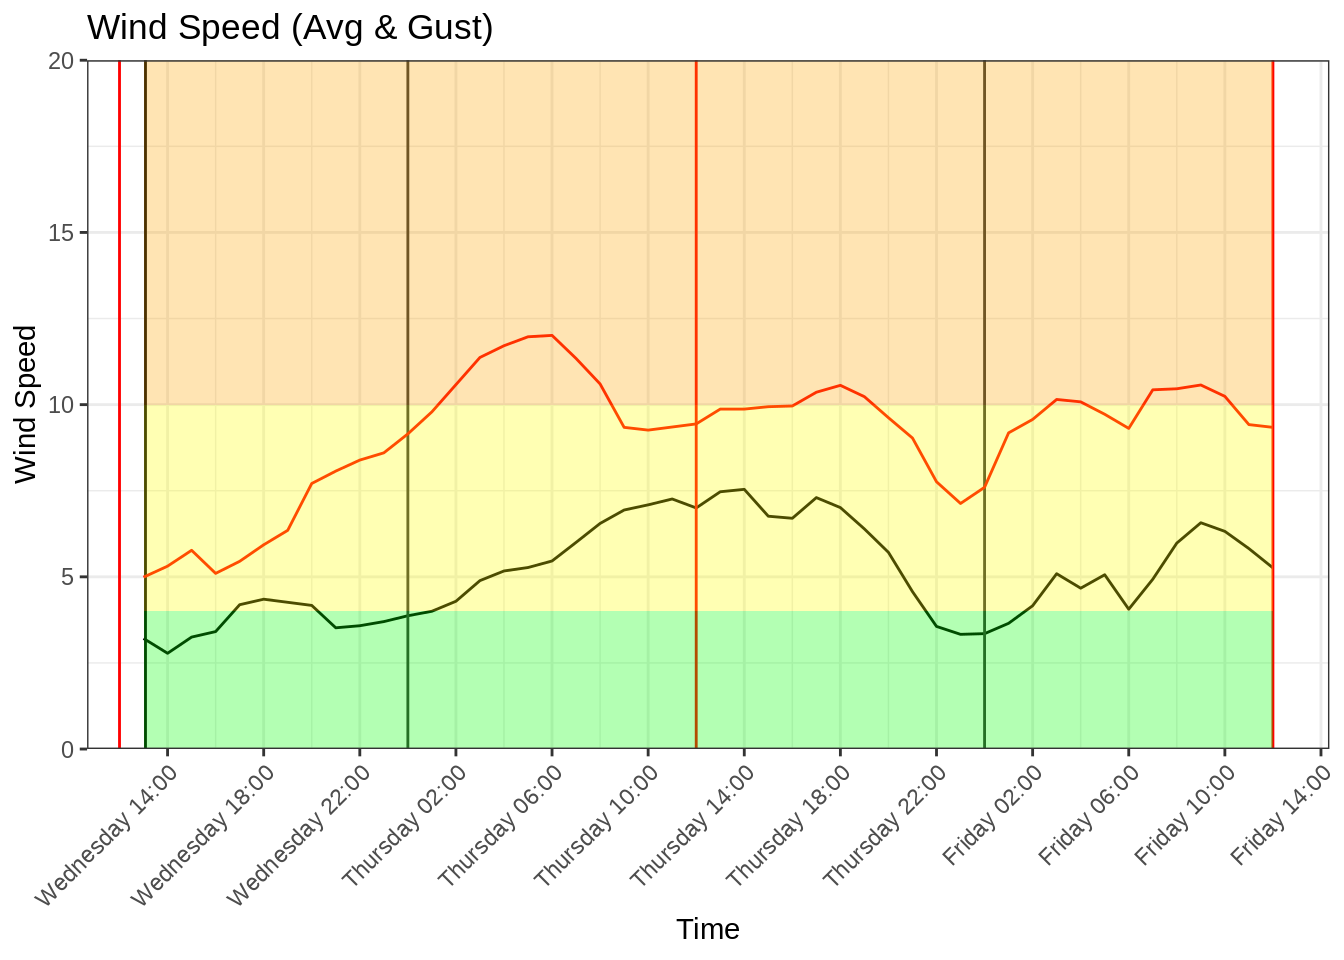 Wind Speed (Avg & Gust)
20
15
10
5
0
Wind Speed
Wednesday 14:00
Wednesday 18:00
Wednesday 22:00
Thursday 02:00
Thursday 06:00
Thursday 10:00
Thursday 14:00
Thursday 18:00
Thursday 22:00
Friday 02:00
Friday 06:00
Friday 10:00
Friday 14:00
Time